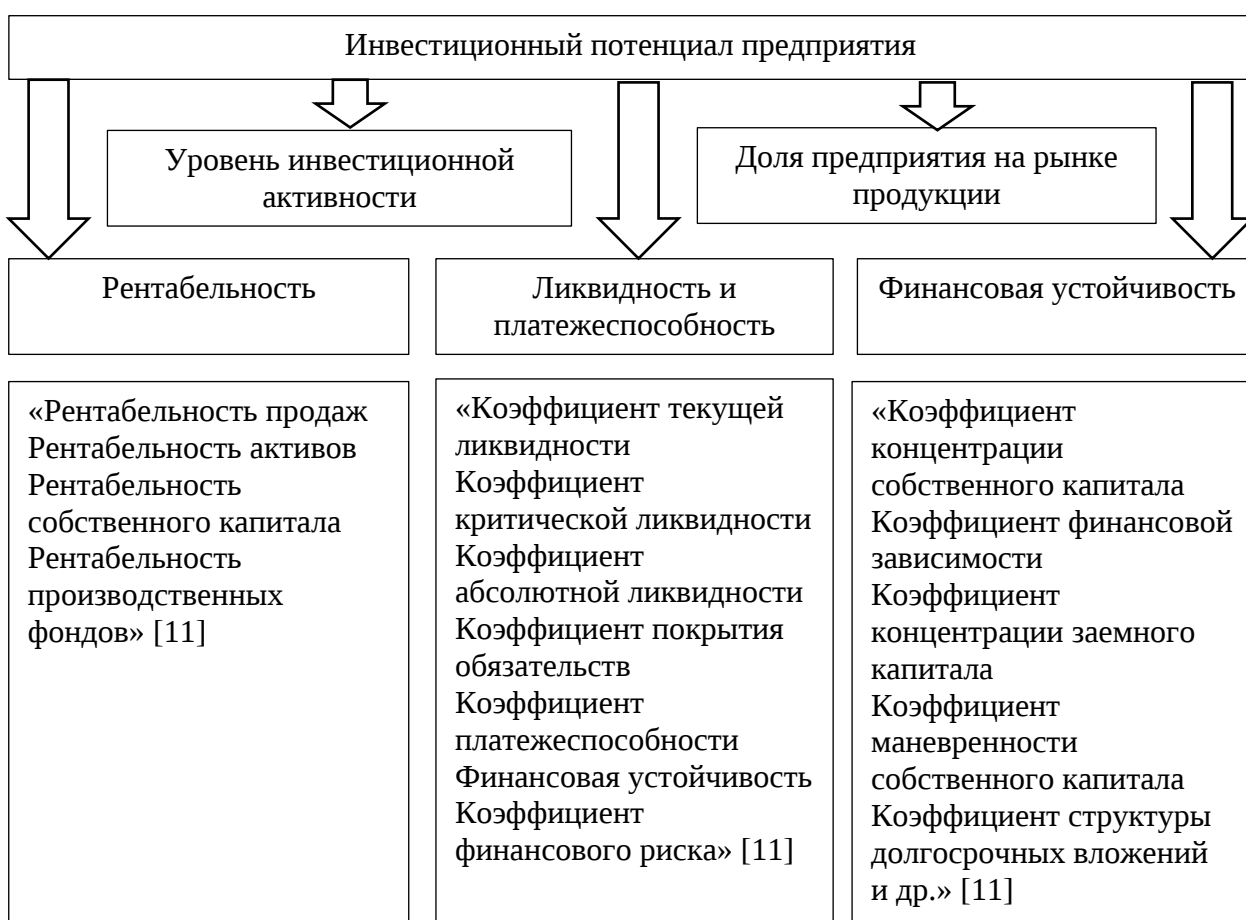 Инвестиционный потенциал предприятия
Уровень инвестиционной
активности
Доля предприятия на рынке
продукции
Рентабельность
Ликвидность и
платежеспособность
Финансовая устойчивость
«Рентабельность продаж
Рентабельность активов
Рентабельность
собственного капитала
Рентабельность
производственных
фондов» [11]
«Коэффициент текущей
ликвидности
Коэффициент
критической ликвидности
Коэффициент
абсолютной ликвидности
Коэффициент покрытия
обязательств
Коэффициент
платежеспособности
Финансовая устойчивость
Коэффициент
финансового риска» [11]
«Коэффициент
концентрации
собственного капитала
Коэффициент финансовой
зависимости
Коэффициент
концентрации заемного
капитала
Коэффициент
маневренности
собственного капитала
Коэффициент структуры
долгосрочных вложений
и др.» [11]